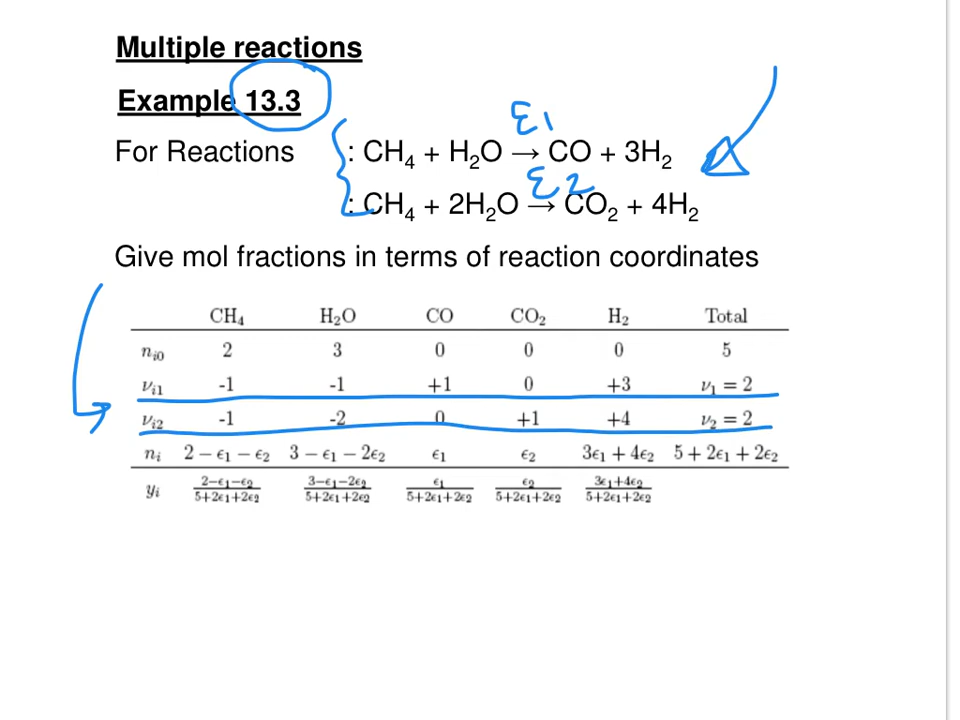 Multiple reactions
Example 13.3
ε1
For Reactions : CH₄ + H₂O → CO + 3H₂
ε2
: CH₄ + 2H₂O → CO₂ + 4H₂
Give mol fractions in terms of reaction coordinates
CH₄ H₂O CO CO₂ H₂ Total
nᵢ₀ 2 3 0 0 0 5
νᵢ₁ -1 -1 +1 0 +3 ν₁ = 2
νᵢ₂ -1 -2 0 +1 +4 ν₂ = 2
nᵢ 2 − ϵ₁ − ϵ₂ 3 − ϵ₁ − 2ϵ₂ ϵ₁ ϵ₂ 3ϵ₁ + 4ϵ₂ 5 + 2ϵ₁ + 2ϵ₂
yᵢ (2−ϵ₁−ϵ₂)/(5+2ϵ₁+2ϵ₂) (3−ϵ₁−2ϵ₂)/(5+2ϵ₁+2ϵ₂) ϵ₁/(5+2ϵ₁+2ϵ₂) ϵ₂/(5+2ϵ₁+2ϵ₂) (3ϵ₁+4ϵ₂)/(5+2ϵ₁+2ϵ₂)